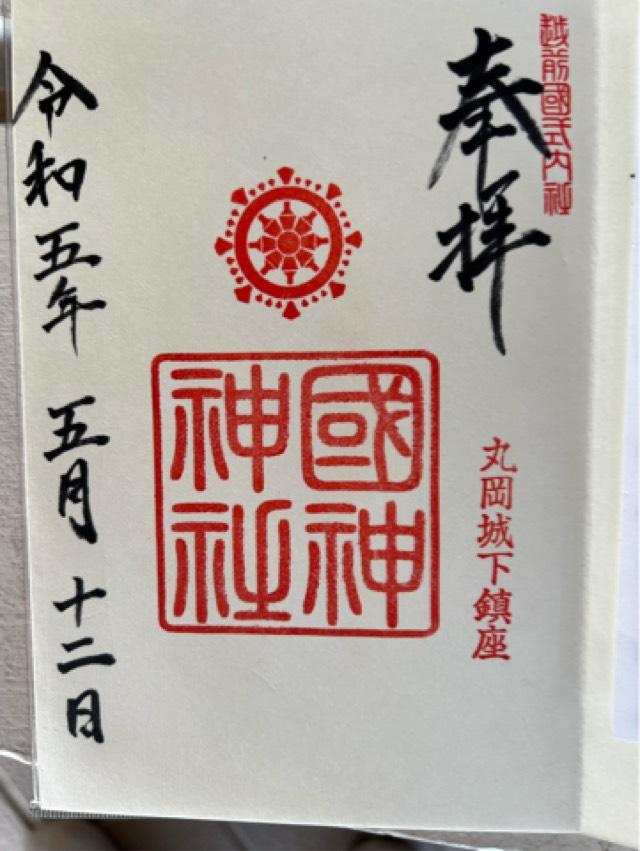 越前國式内社
奉拝
丸岡城下鎮座
國神
神社
令和五年 五月 十二日